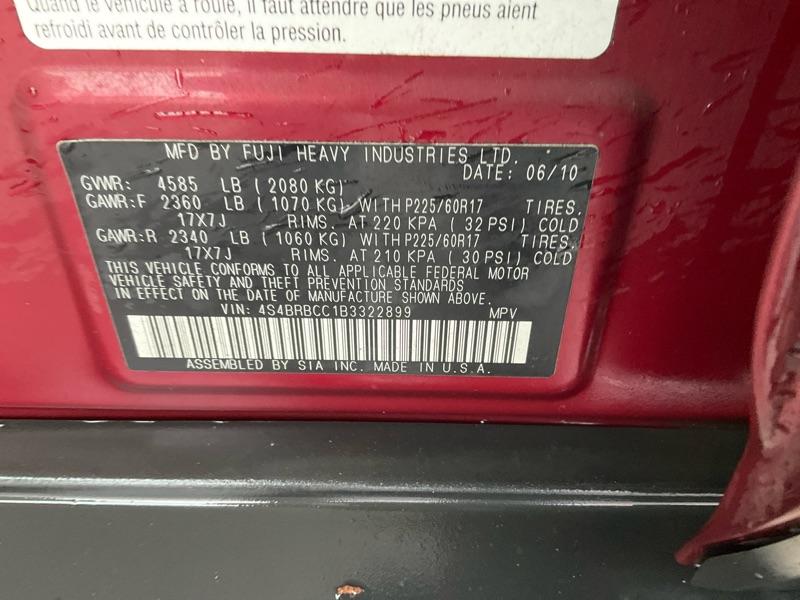 Quand le véhicule a roulé, il faut attendre que les pneus aient
refroidi avant de contrôler la pression.
MFD BY FUJI HEAVY INDUSTRIES LTD.
DATE: 06/10
GVWR: 4585 LB ( 2080 KG)
GAWR:F 2360 LB ( 1070 KG) WITH P225/60R17 TIRES.
17X7J RIMS. AT 220 KPA ( 32 PSI) COLD
GAWR:R 2340 LB ( 1060 KG) WITH P225/60R17 TIRES.
17X7J RIMS. AT 210 KPA ( 30 PSI) COLD
THIS VEHICLE CONFORMS TO ALL APPLICABLE FEDERAL MOTOR
VEHICLE SAFETY AND THEFT PREVENTION STANDARDS
IN EFFECT ON THE DATE OF MANUFACTURE SHOWN ABOVE.
VIN: 4S4BRBCC1B3322899 MPV
ASSEMBLED BY SIA INC. MADE IN U.S.A.